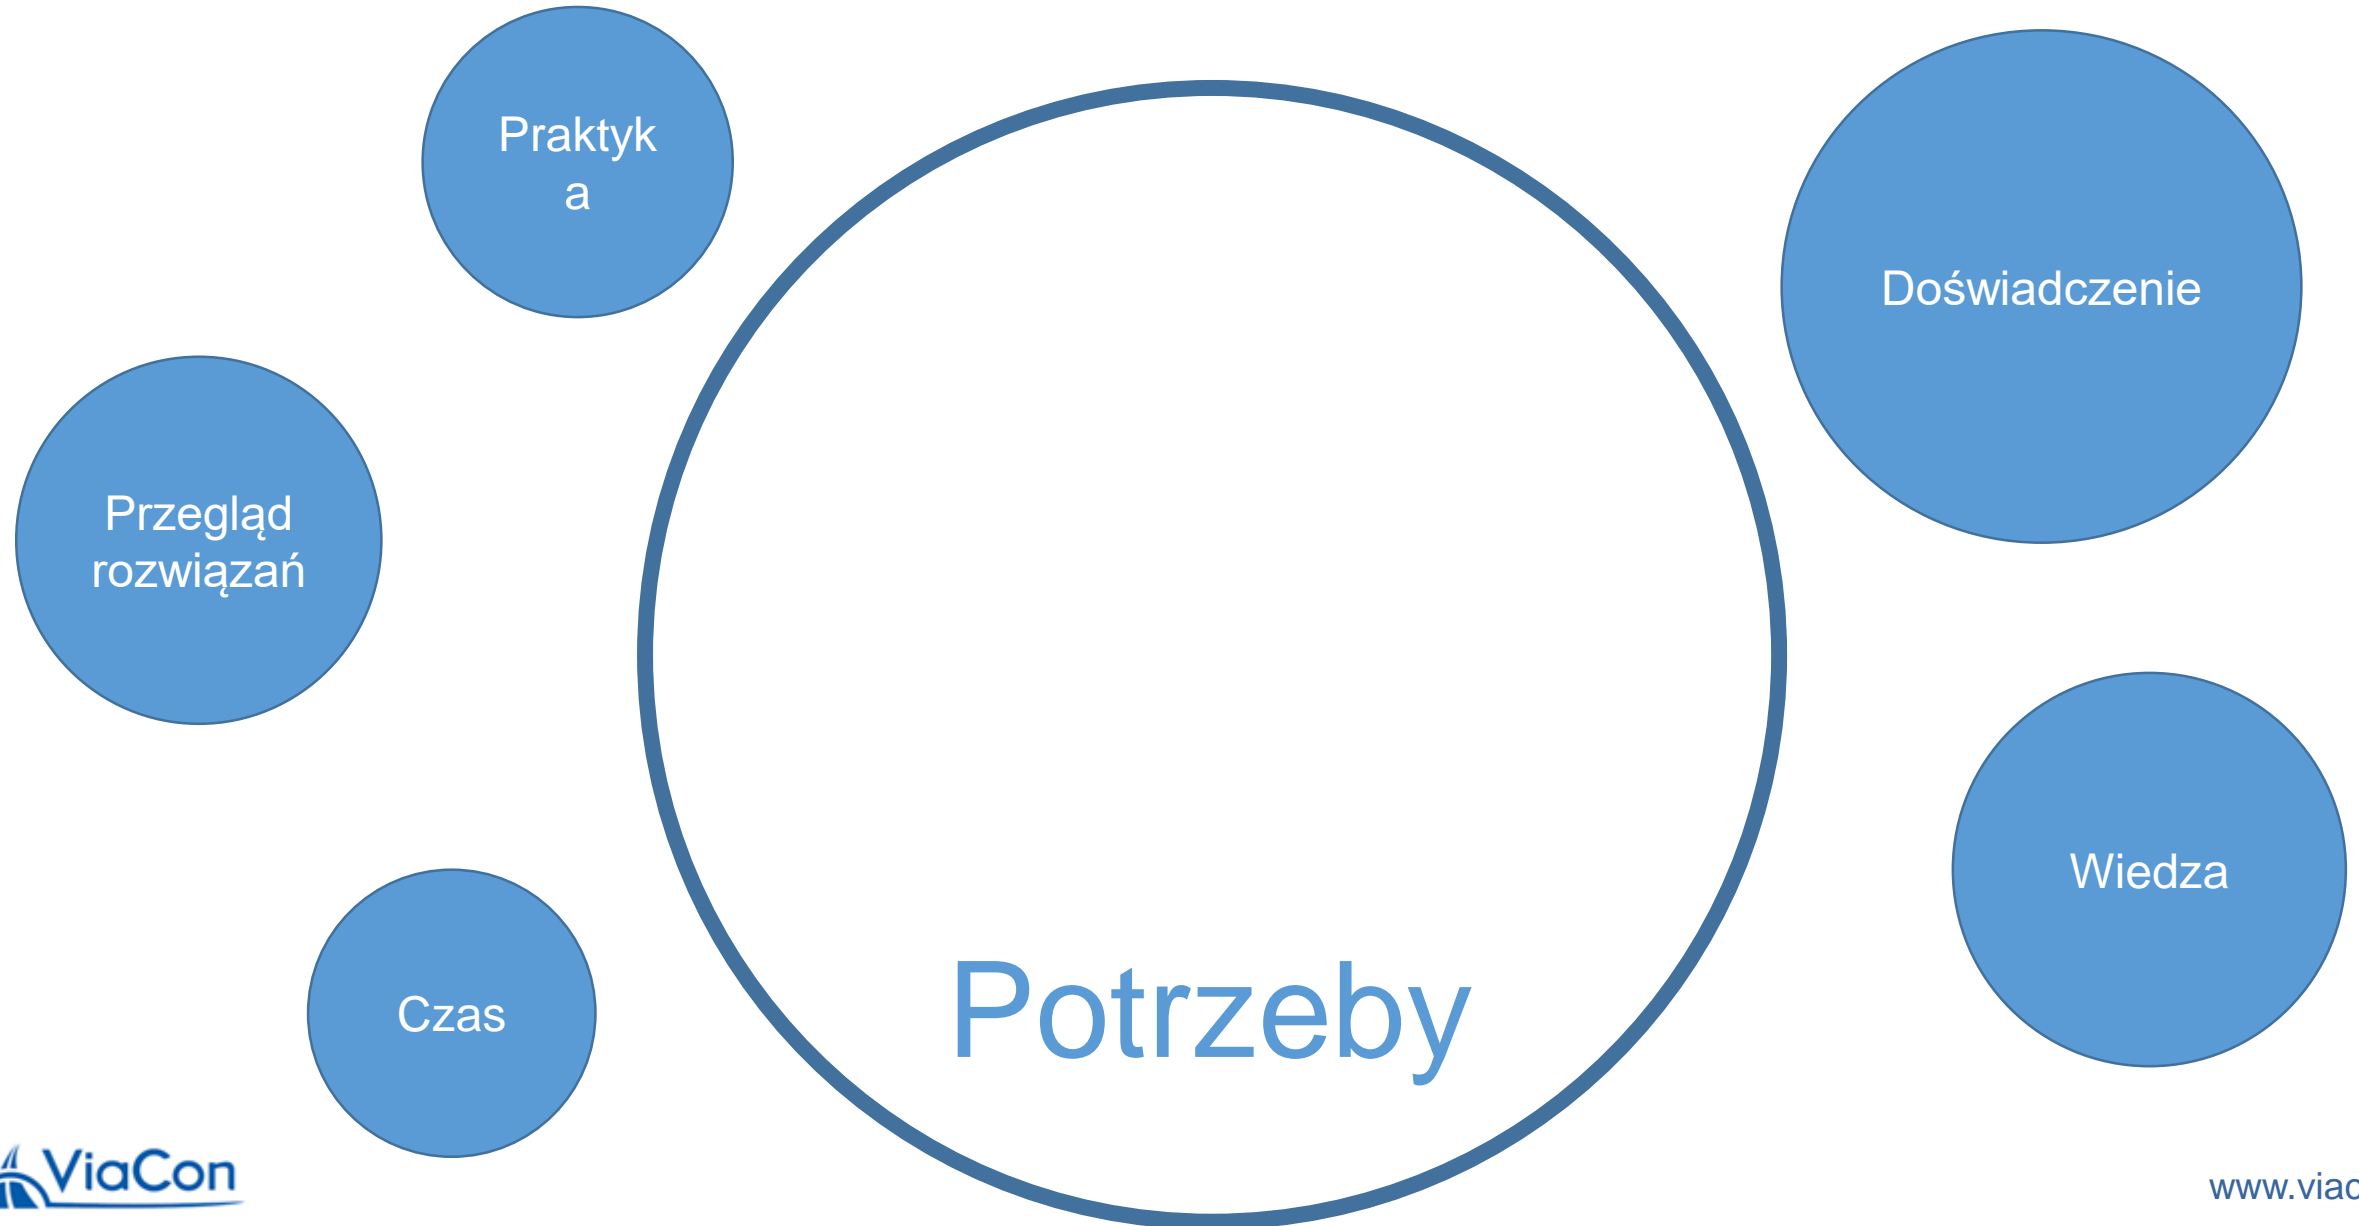 Praktyk
a
Doświadczenie
Przegląd
rozwiązań
Wiedza
Czas
Potrzeby
ViaCon
www.viac